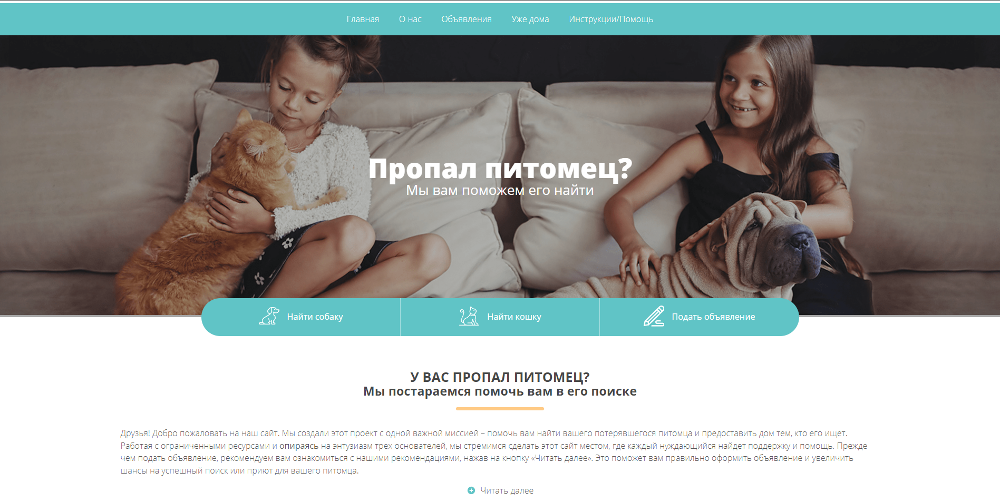 Главная О нас Объявления Уже дома Инструкции/Помощь
Пропал питомец?
Мы вам поможем его найти
Найти собаку Найти кошку Подать объявление
У ВАС ПРОПАЛ ПИТОМЕЦ?
Мы постараемся помочь вам в его поиске
Друзья! Добро пожаловать на наш сайт. Мы создали этот проект с одной важной миссией – помочь вам найти вашего потерявшегося питомца и предоставить дом тем, кто его ищет.
Работая с ограниченными ресурсами и опираясь на энтузиазм трех основателей, мы стремимся сделать этот сайт местом, где каждый нуждающийся найдет поддержку и помощь. Прежде
чем подать объявление, рекомендуем вам ознакомиться с нашими рекомендациями, нажав на кнопку «Читать далее». Это поможет вам правильно оформить объявление и увеличить
шансы на успешный поиск или приют для вашего питомца.
Читать далее